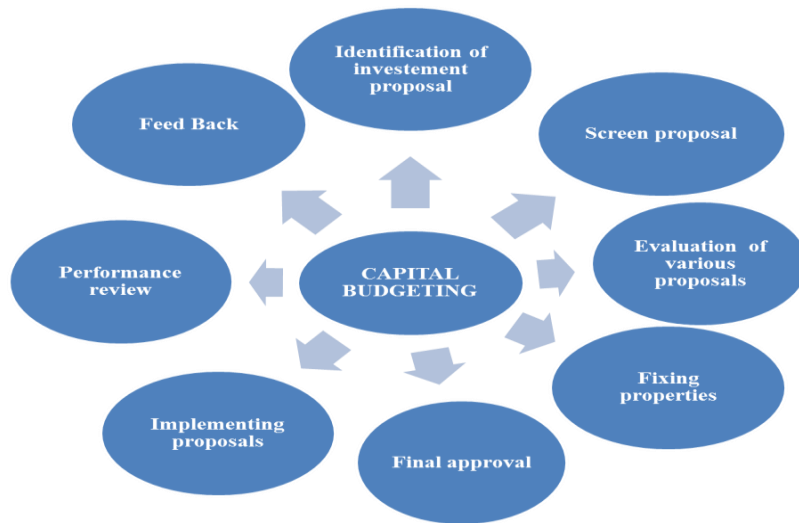 Identification of
investement
proposal
Screen proposal
Evaluation of
various
proposals
Fixing
properties
Final approval
Implementing
proposals
Performance
review
Feed Back
CAPITAL
BUDGETING